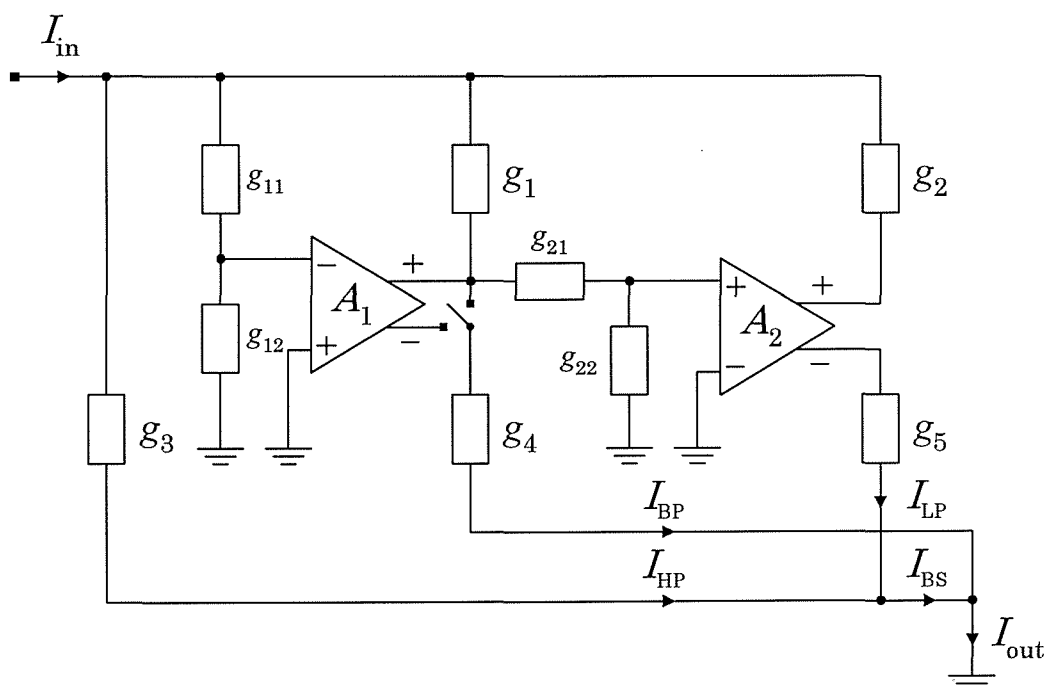 I_in
g_11
g_1
g_2
g_21
− +
A_1
+ −
+ +
A_2
− −
g_12
g_22
g_3
g_4
g_5
I_BP
I_LP
I_HP
I_BS
I_out